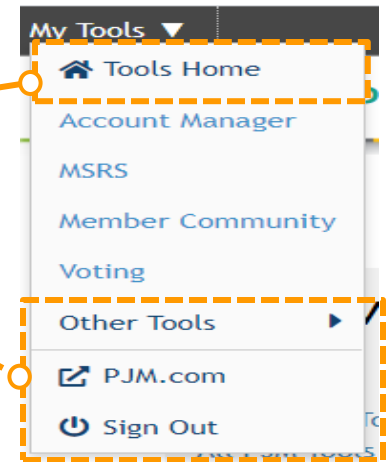 My Tools ▼
Tools Home
Account Manager
MSRS
Member Community
Voting
Other Tools
PJM.com
Sign Out